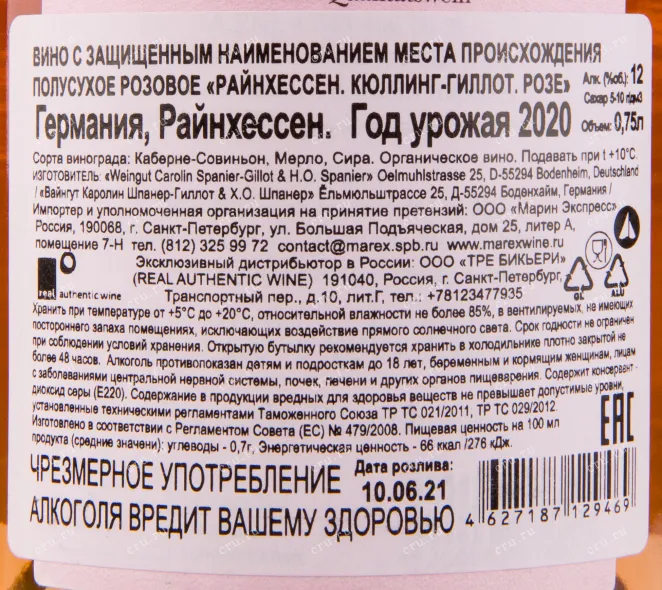 Qualitätswein
ВИНО С ЗАЩИЩЕННЫМ НАИМЕНОВАНИЕМ МЕСТА ПРОИСХОЖДЕНИЯ
ПОЛУСУХОЕ РОЗОВОЕ «РАЙНХЕССЕН. КЮЛЛИНГ-ГИЛЛОТ. РОЗЕ»
Алк. (%об.): 12
Сахар 5-10 г/дм3
Германия, Райнхессен. Год урожая 2020
Объем: 0,75л
Сорта винограда: Каберне-Совиньон, Мерло, Сира. Органическое вино. Подавать при t +10°C.
изготовитель: «Weingut Carolin Spanier-Gillot & H.O. Spanier» Oelmuhlstrasse 25, D-55294 Bodenheim, Deutschland
/ «Вайнгут Каролин Шпанер-Гиллот & Х.О. Шпанер» Ёльмюльштрассе 25, Д-55294 Боденхайм, Германия /
Импортер и уполномоченная организация на принятие претензий: ООО «Марин Экспресс»
Россия, 190068, г. Санкт-Петербург, ул. Большая Подъяческая, дом 25, литер А,
помещение 7-Н тел. (812) 325 99 72 contact@marex.spb.ru www.marexwine.ru
Эксклюзивный дистрибьютор в России: ООО «ТРЕ БИКЬЕРИ»
(REAL AUTHENTIC WINE) 191040, Россия, г. Санкт-Петербург,
real authentic wine
Транспортный пер., д.10, лит.Г, тел.: +78123477935
GL ALU
Хранить при температуре от +5°C до +20°C, относительной влажности не более 85%, в вентилируемых, не имеющих
постороннего запаха помещениях, исключающих воздействие прямого солнечного света. Срок годности не ограничен
при соблюдении условий хранения. Открытую бутылку рекомендуется хранить в холодильнике плотно закрытой не
более 48 часов. Алкоголь противопоказан детям и подросткам до 18 лет, беременным и кормящим женщинам, лицам
с заболеваниями центральной нервной системы, почек, печени и других органов пищеварения. Содержит консервант -
диоксид серы (Е220). Содержание в продукции вредных для здоровья веществ не превышает допустимые уровни,
установленные техническими регламентами Таможенного Союза ТР ТС 021/2011, ТР ТС 029/2012.
Изготовлено в соответствии с Регламентом Совета (ЕС) № 479/2008. Пищевая ценность на 100 мл
продукта (средние значени): углеводы - 0,7г. Энергетическая ценность - 66 ккал /276 кДж.
EAC
ЧРЕЗМЕРНОЕ УПОТРЕБЛЕНИЕ
АЛКОГОЛЯ ВРЕДИТ ВАШЕМУ ЗДОРОВЬЮ
Дата розлива:
10.06.21
4 627187 129469